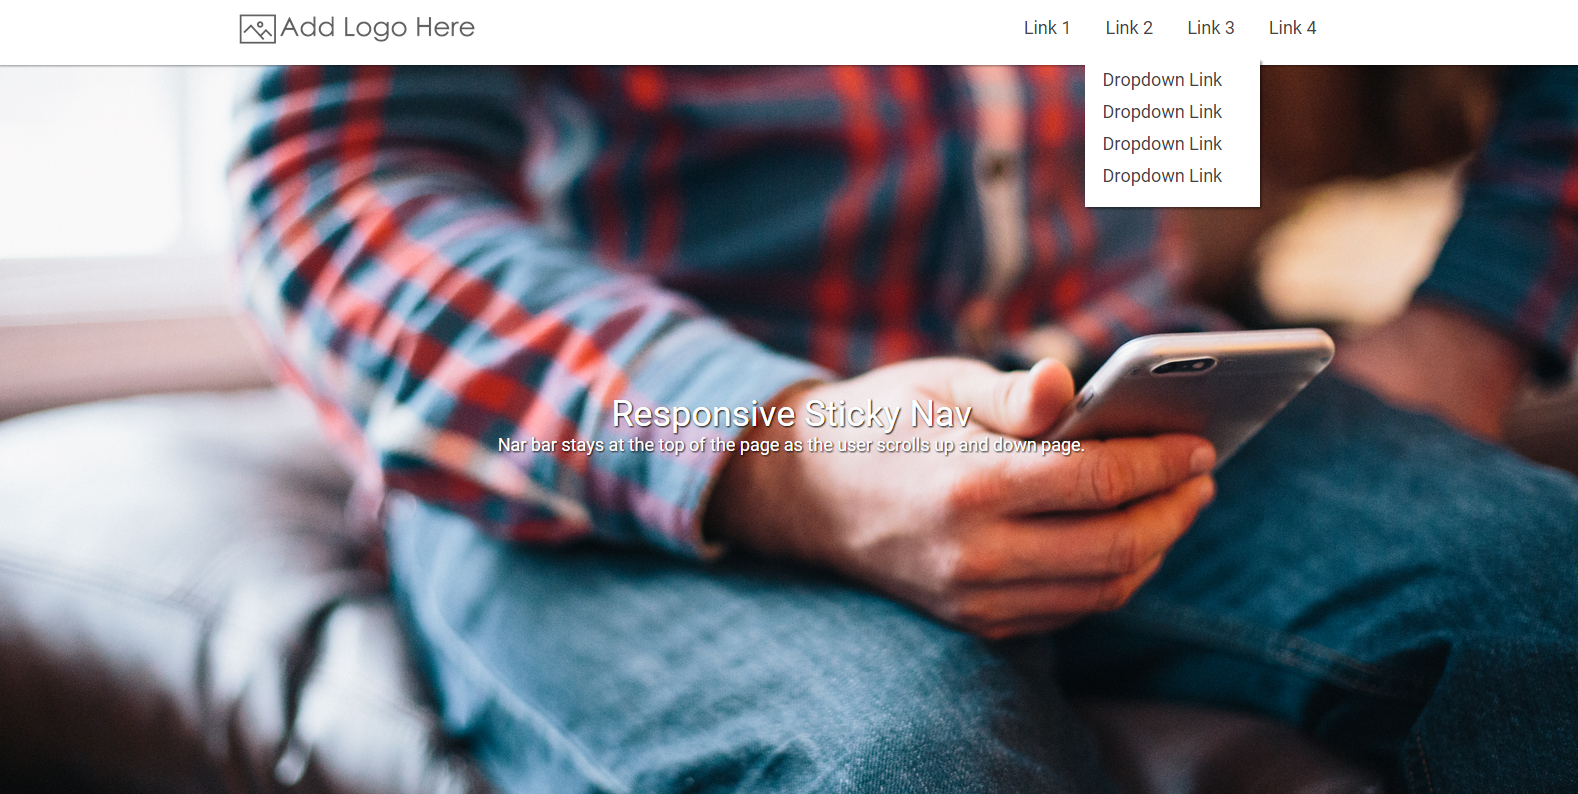 Add Logo Here
Link 1 Link 2 Link 3 Link 4
Dropdown Link
Dropdown Link
Dropdown Link
Dropdown Link
Responsive Sticky Nav
Nar bar stays at the top of the page as the user scrolls up and down page.